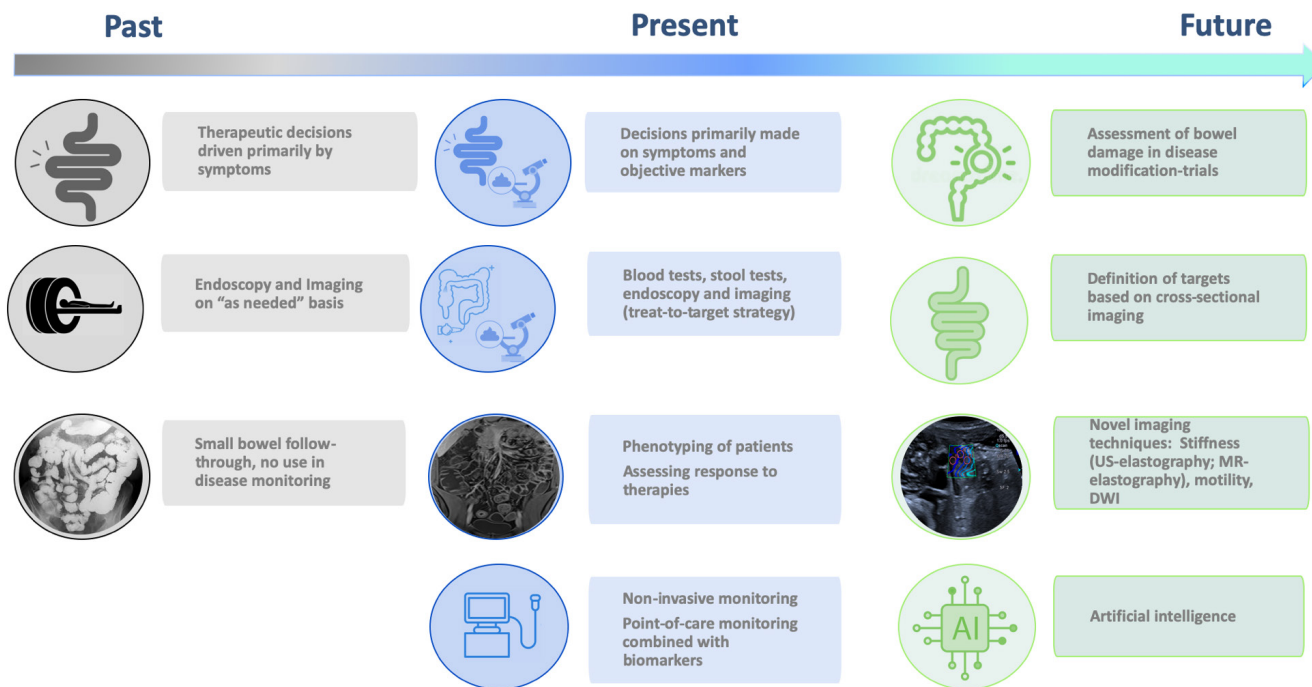 Past
Present
Future
Therapeutic decisions
driven primarily by
symptoms
Decisions primarily made
on symptoms and
objective markers
Assessment of bowel
damage in disease
modification-trials
Endoscopy and Imaging
on “as needed” basis
Blood tests, stool tests,
endoscopy and imaging
(treat-to-target strategy)
Definition of targets
based on cross-sectional
imaging
Small bowel follow-
through, no use in
disease monitoring
Phenotyping of patients
Assessing response to
therapies
Novel imaging
techniques: Stiffness
(US-elastography; MR-
elastography), motility,
DWI
Non-invasive monitoring
Point-of-care monitoring
combined with
biomarkers
AI
Artificial intelligence